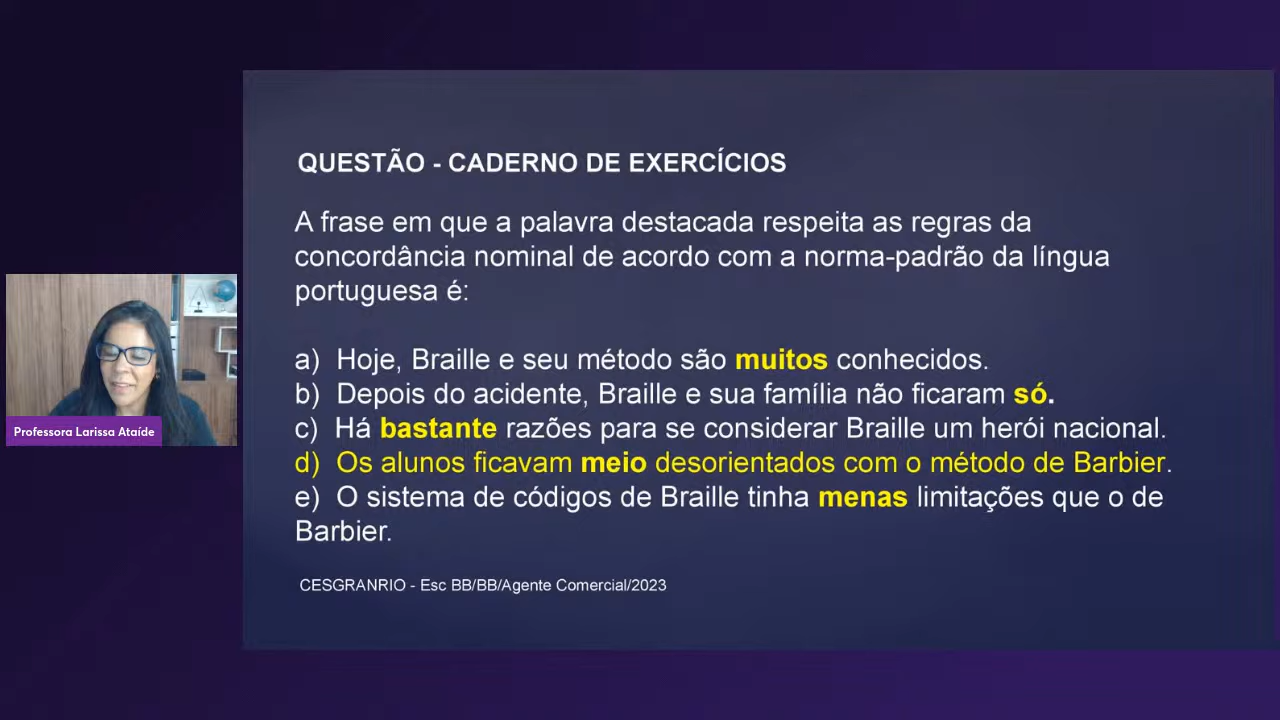 QUESTÃO - CADERNO DE EXERCÍCIOS
A frase em que a palavra destacada respeita as regras da
concordância nominal de acordo com a norma-padrão da língua
portuguesa é:
a) Hoje, Braille e seu método são muitos conhecidos.
b) Depois do acidente, Braille e sua família não ficaram só.
c) Há bastante razões para se considerar Braille um herói nacional.
d) Os alunos ficavam meio desorientados com o método de Barbier.
e) O sistema de códigos de Braille tinha menas limitações que o de
Barbier.
CESGRANRIO - Esc BB/BB/Agente Comercial/2023
Professora Larissa Ataíde